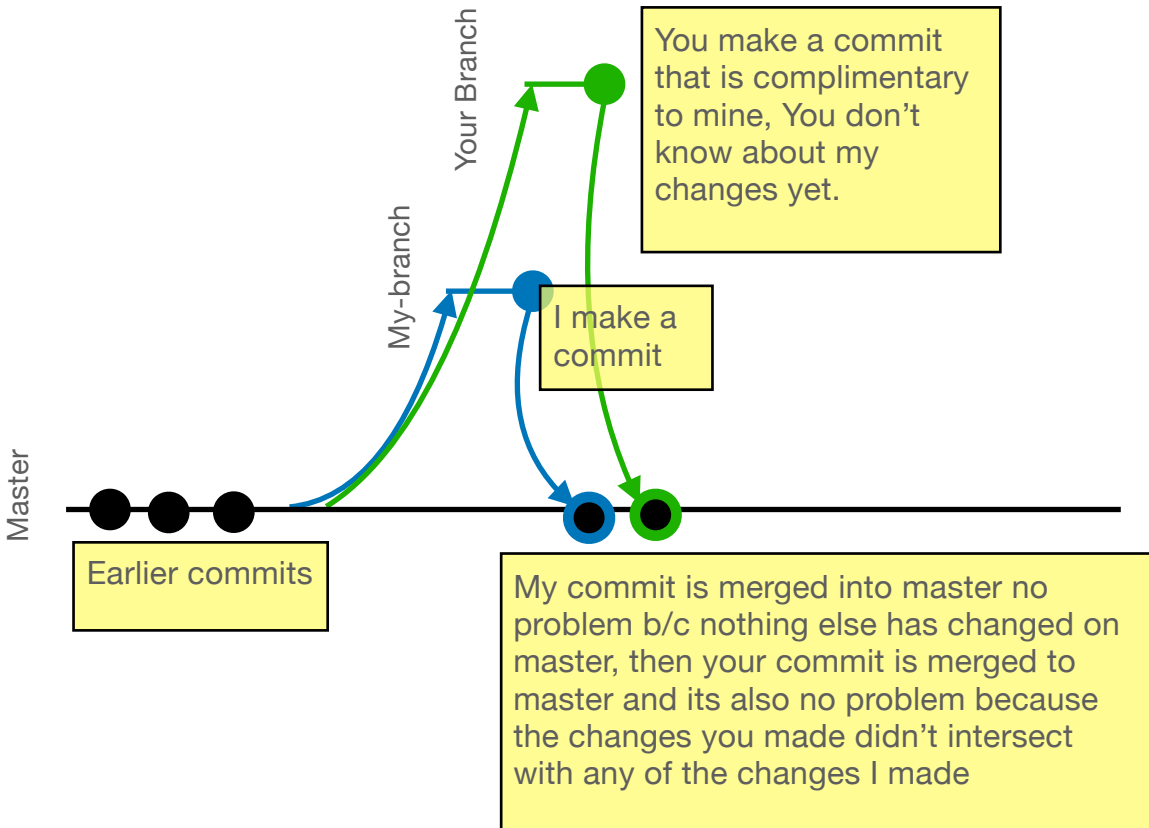 You make a commit
that is complimentary
to mine, You don’t
know about my
changes yet.
Your Branch
My-branch
I make a
commit
Master
Earlier commits
My commit is merged into master no
problem b/c nothing else has changed on
master, then your commit is merged to
master and its also no problem because
the changes you made didn’t intersect
with any of the changes I made